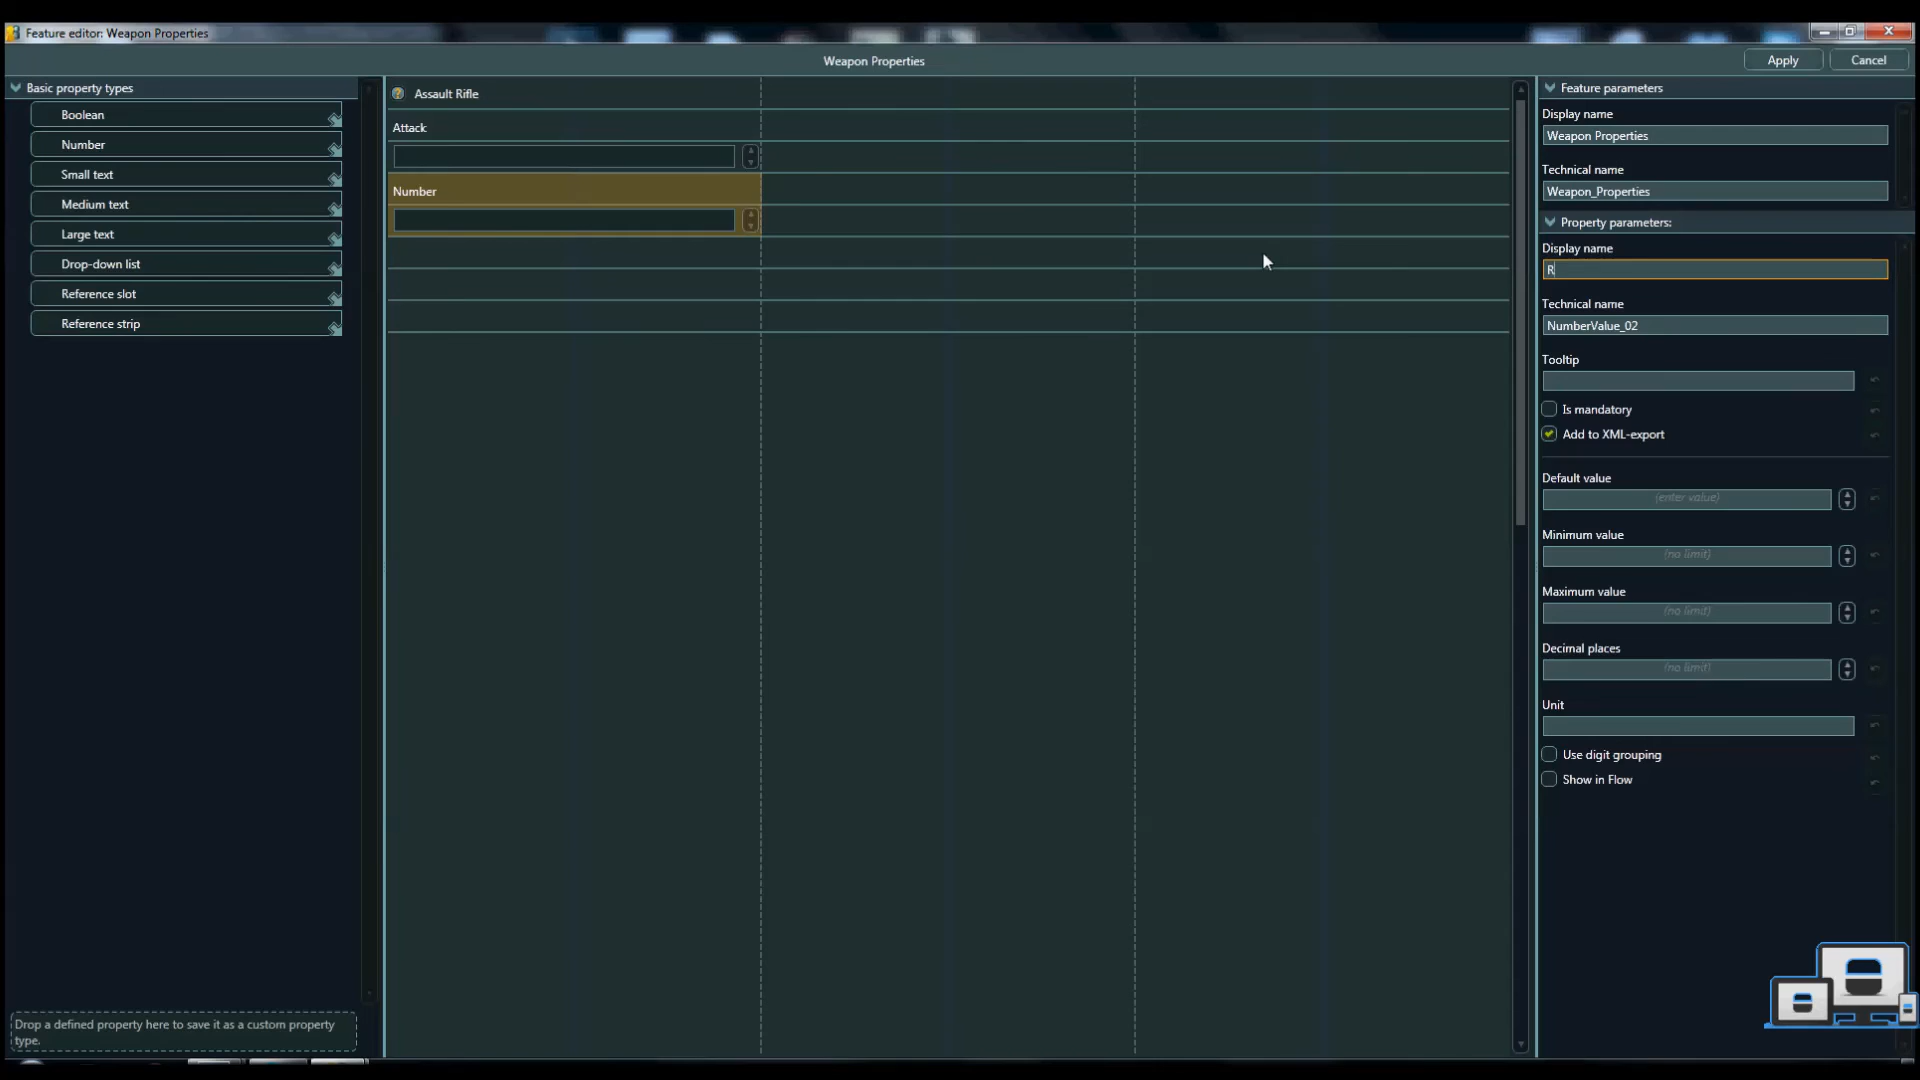 Feature editor: Weapon Properties
Weapon Properties
Apply
Cancel
Basic property types
Boolean
Number
Small text
Medium text
Large text
Drop-down list
Reference slot
Reference strip
Drop a defined property here to save it as a custom property
type.
Assault Rifle
Attack
Number
Feature parameters
Display name
Weapon Properties
Technical name
Weapon_Properties
Property parameters:
Display name
R
Technical name
NumberValue_02
Tooltip
Is mandatory
Add to XML-export
Default value
(enter value)
Minimum value
(no limit)
Maximum value
(no limit)
Decimal places
(no limit)
Unit
Use digit grouping
Show in Flow